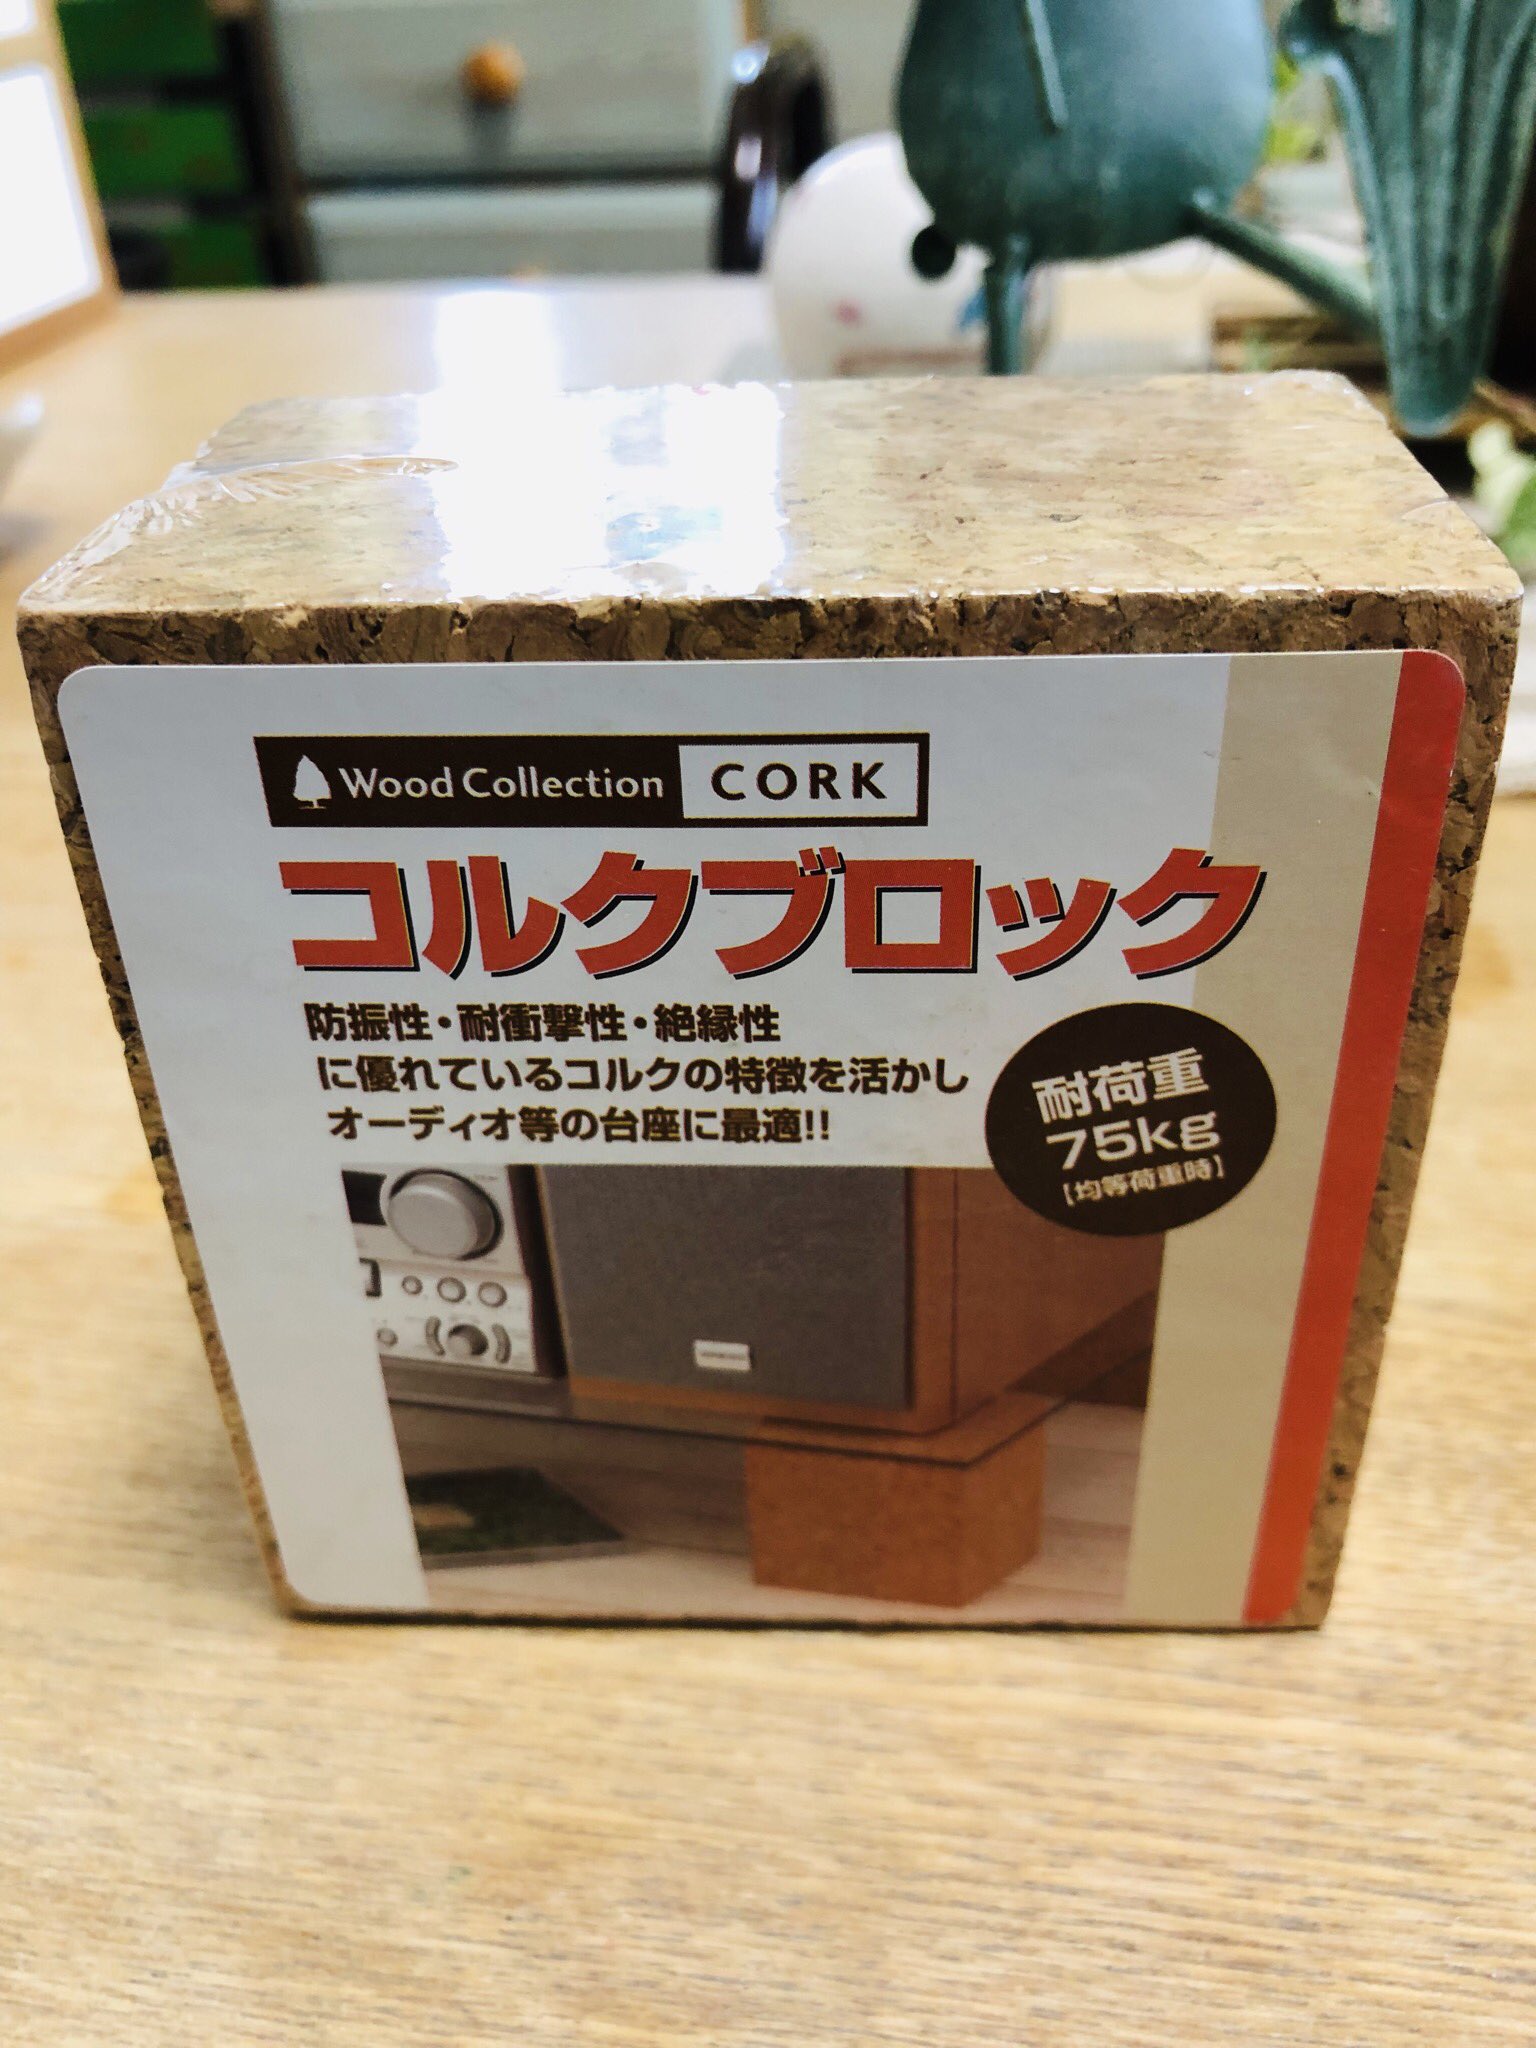 Wood Collection CORK
コルクブロック
防振性・耐衝撃性・絶縁性
に優れているコルクの特徴を活かし
オーディオ等の台座に最適!!
耐荷重
75kg
[均等荷重時]